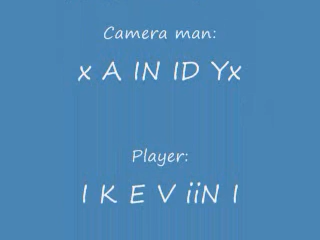 Camera man:
x A IN ID Yx
Player:
I K E V iiN I